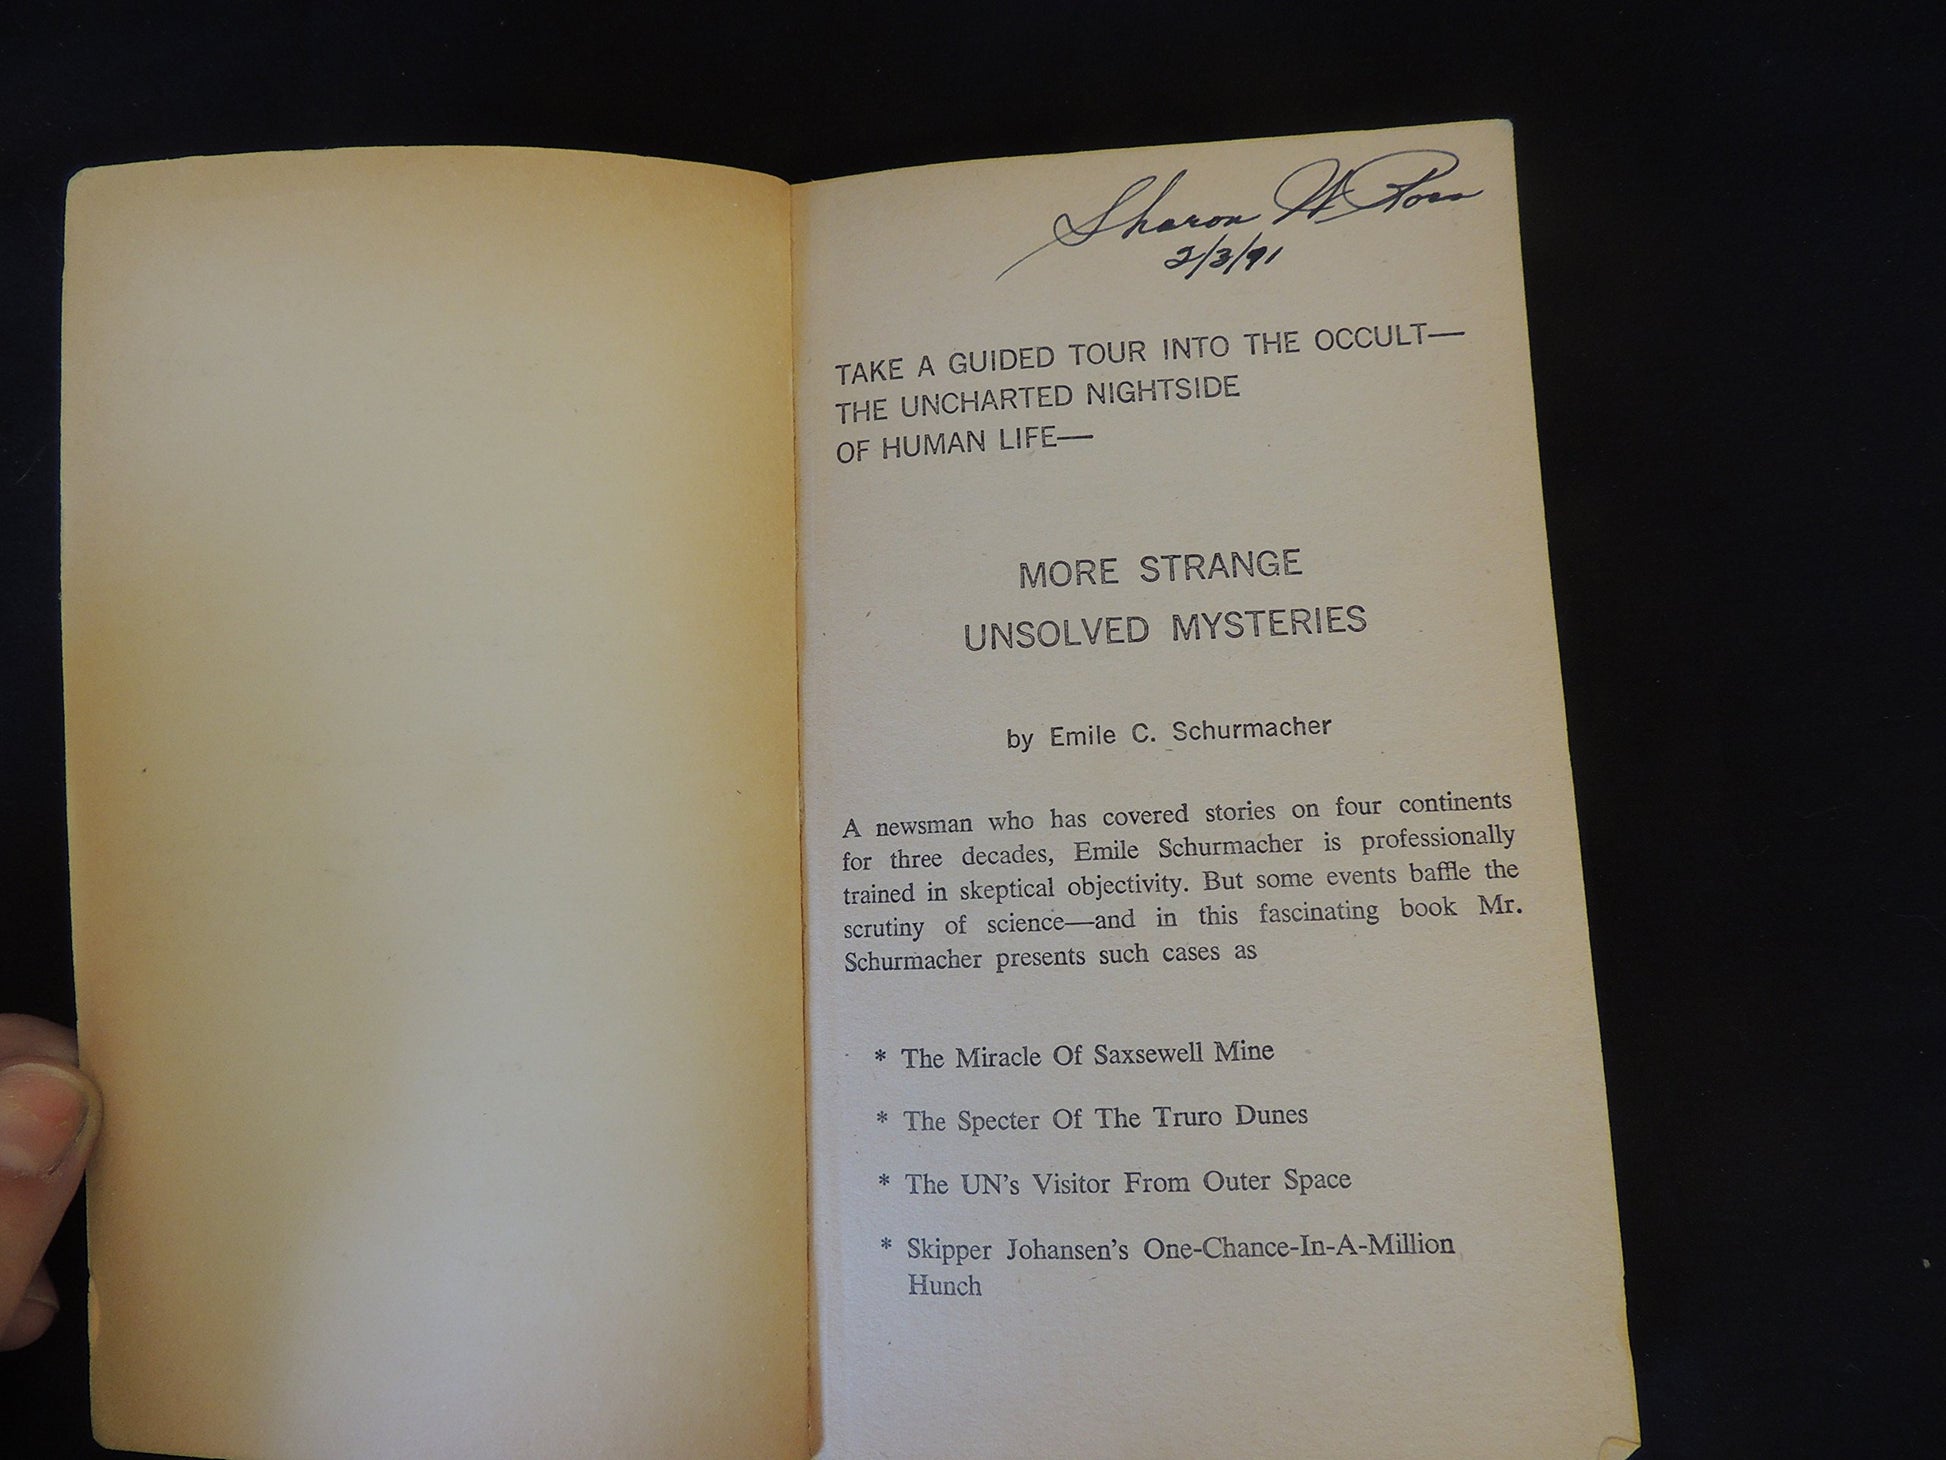 Sharon W Ross
2/3/91
TAKE A GUIDED TOUR INTO THE OCCULT—
THE UNCHARTED NIGHTSIDE
OF HUMAN LIFE—
MORE STRANGE
UNSOLVED MYSTERIES
by Emile C. Schurmacher
A newsman who has covered stories on four continents
for three decades, Emile Schurmacher is professionally
trained in skeptical objectivity. But some events baffle the
scrutiny of science—and in this fascinating book Mr.
Schurmacher presents such cases as
* The Miracle Of Saxsewell Mine
* The Specter Of The Truro Dunes
* The UN's Visitor From Outer Space
* Skipper Johansen's One-Chance-In-A-Million
Hunch